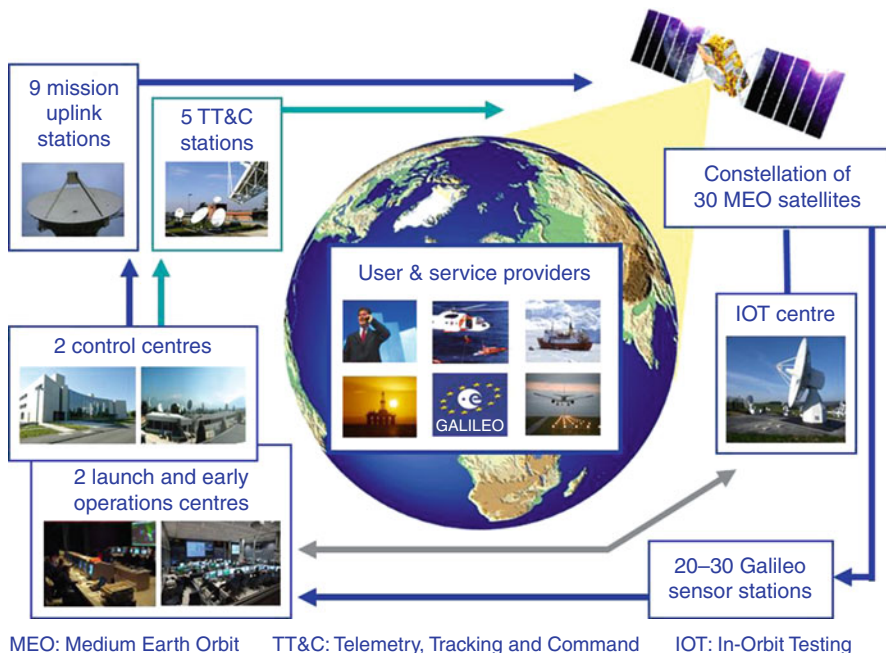 9 mission
uplink
stations
5 TT&C
stations
Constellation of
30 MEO satellites
User & service providers
GALILEO
IOT centre
2 control centres
2 launch and early
operations centres
20–30 Galileo
sensor stations
MEO: Medium Earth Orbit TT&C: Telemetry, Tracking and Command IOT: In-Orbit Testing